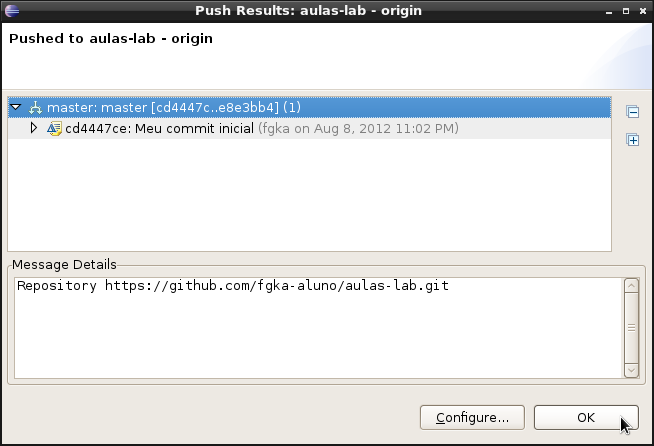 Push Results: aulas-lab - origin
Pushed to aulas-lab - origin
master: master [cd4447c..e8e3bb4] (1)
cd4447ce: Meu commit inicial (fgka on Aug 8, 2012 11:02 PM)
Message Details
Repository https://github.com/fgka-aluno/aulas-lab.git
Configure...
OK